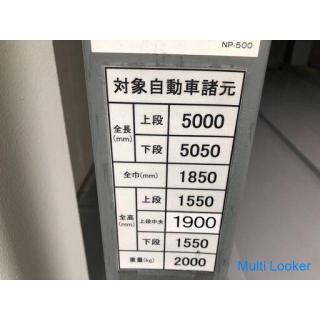 NP-500
対象自動車諸元
全長(mm) 上段 5000
下段 5050
全巾(mm) 1850
全高(mm) 上段 1550
上段中央 1900
下段 1550
重量(kg) 2000
Multi Looker